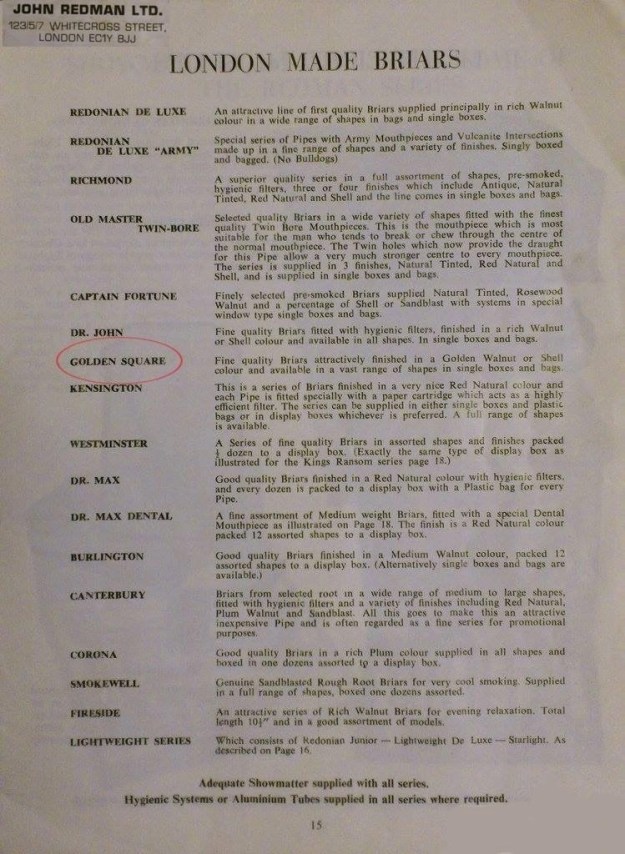 JOHN REDMAN LTD.
123/5/7 WHITECROSS STREET,
LONDON EC1Y 8JJ
LONDON MADE BRIARS
REDONIAN DE LUXE An attractive line of first quality Briars supplied principally in rich Walnut
colour in a wide range of shapes in bags and single boxes.
REDONIAN Special series of Pipes with Army Mouthpieces and Vulcanite Intersections
DE LUXE "ARMY" made up in a fine range of shapes and a variety of finishes. Singly boxed
and bagged. (No Bulldogs)
RICHMOND A superior quality series in a full assortment of shapes, pre-smoked,
hygienic filters, three or four finishes which include Antique, Natural
Tinted, Red Natural and Shell and the line comes in single boxes and bags.
OLD MASTER Selected quality Briars in a wide variety of shapes fitted with the finest
TWIN-BORE quality Twin Bore Mouthpieces. This is the mouthpiece which is most
suitable for the man who tends to break or chew through the centre of
the normal mouthpiece. The Twin holes which now provide the draught
for this Pipe allow a very much stronger centre to every mouthpiece.
The series is supplied in 3 finishes, Natural Tinted, Red Natural and
Shell, and is supplied in single boxes and bags.
CAPTAIN FORTUNE Finely selected pre-smoked Briars supplied Natural Tinted, Rosewood
Walnut and a percentage of Shell or Sandblast with systems in special
window type single boxes and bags.
DR. JOHN Fine quality Briars fitted with hygienic filters, finished in a rich Walnut
or Shell colour and available in all shapes. In single boxes and bags.
GOLDEN SQUARE Fine quality Briars attractively finished in a Golden Walnut or Shell
colour and available in a vast range of shapes in single boxes and bags.
KENSINGTON This is a series of Briars finished in a very nice Red Natural colour and
each Pipe is fitted specially with a paper cartridge which acts as a highly
efficient filter. The series can be supplied in either single boxes and plastic
bags or in display boxes whichever is preferred. A full range of shapes
is available.
WESTMINSTER A Series of fine quality Briars in assorted shapes and finishes packed
½ dozen to a display box. (Exactly the same type of display box as
illustrated for the Kings Ransom series page 18.)
DR. MAX Good quality Briars finished in a Red Natural colour with hygienic filters,
and every dozen is packed to a display box with a Plastic bag for every
Pipe.
DR. MAX DENTAL A fine assortment of Medium weight Briars, fitted with a special Dental
Mouthpiece as illustrated on Page 18. The finish is a Red Natural colour
packed 12 assorted shapes to a display box.
BURLINGTON Good quality Briars finished in a Medium Walnut colour, packed 12
assorted shapes to a display box. (Alternatively single boxes and bags are
available.)
CANTERBURY Briars from selected root in a wide range of medium to large shapes,
fitted with hygienic filters and a variety of finishes including Red Natural,
Plum Walnut and Sandblast. All this goes to make this an attractive
inexpensive Pipe and is often regarded as a fine series for promotional
purposes.
CORONA Good quality Briars in a rich Plum colour supplied in all shapes and
boxed in one dozens assorted to a display box.
SMOKEWELL Genuine Sandblasted Rough Root Briars for very cool smoking. Supplied
in a full range of shapes, boxed one dozens assorted.
FIRESIDE An attractive series of Rich Walnut Briars for evening relaxation. Total
length 10½" and in a good assortment of models.
LIGHTWEIGHT SERIES Which consists of Redonian Junior — Lightweight De Luxe — Starlight. As
described on Page 16.
Adequate Showmatter supplied with all series.
Hygienic Systems or Aluminium Tubes supplied in all series where required.
15